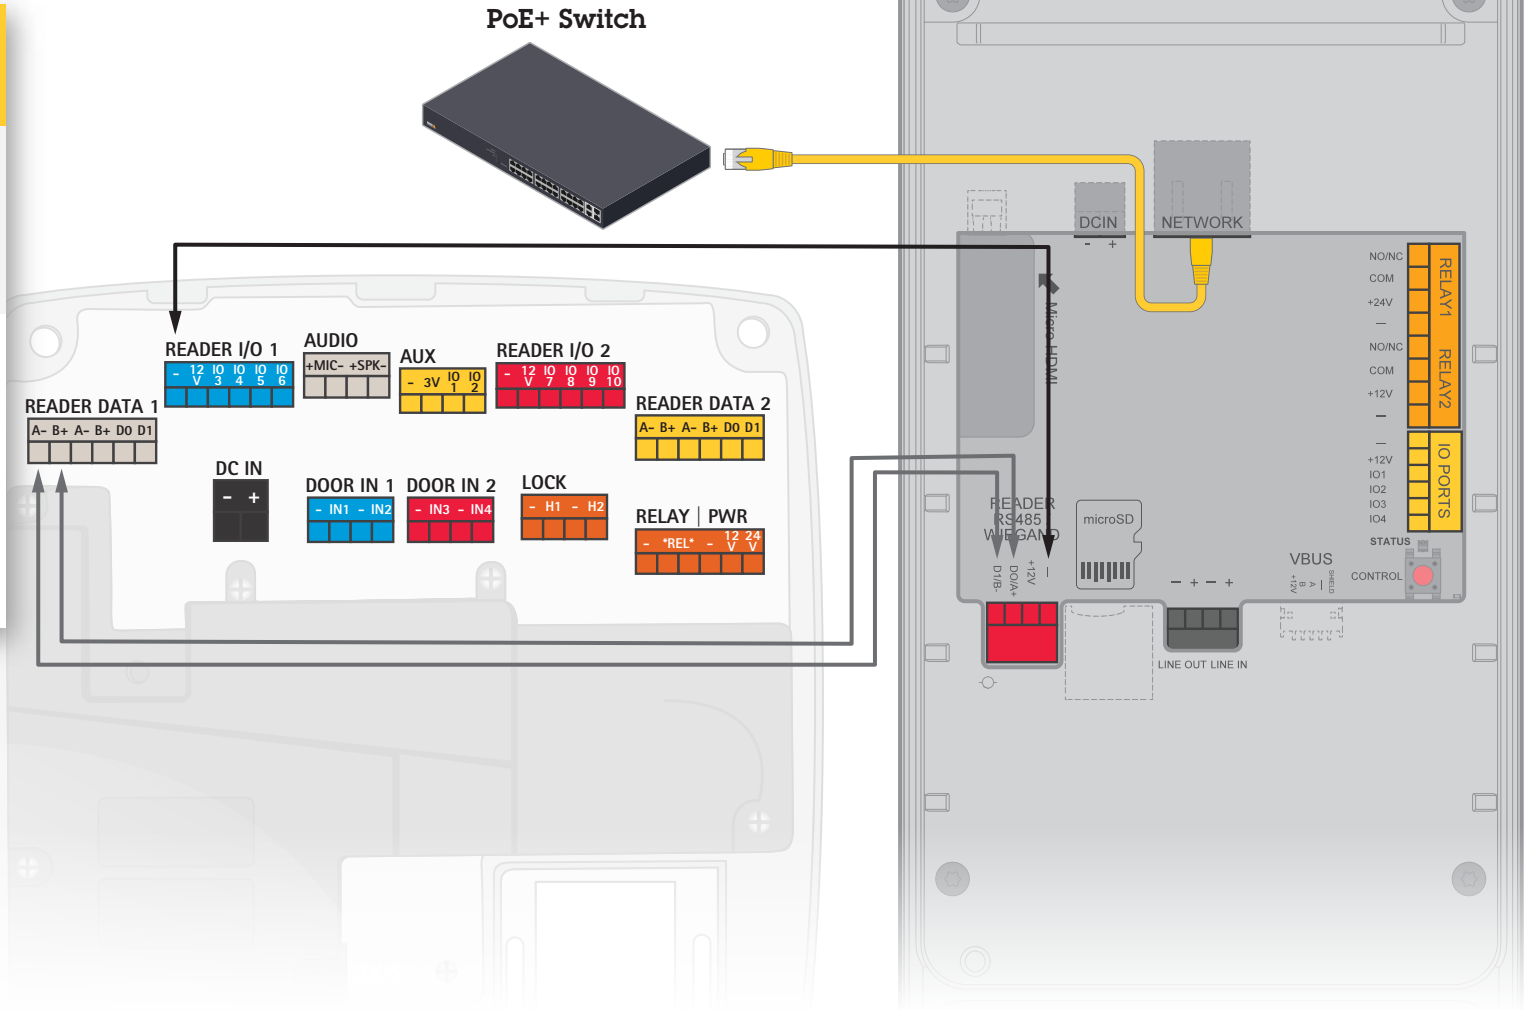 PoE+ Switch
DCIN
- +
NETWORK
Micro HDMI
NO/NC
COM
+24V
—
RELAY1
NO/NC
COM
+12V
—
RELAY2
—
+12V
IO1
IO2
IO3
IO4
IO PORTS
STATUS
CONTROL
READER I/O 1
- 12V IO3 IO4 IO5 IO6
AUDIO
+MIC- +SPK-
AUX
- 3V IO1 IO2
READER I/O 2
- 12V IO7 IO8 IO9 IO10
READER DATA 1
A- B+ A- B+ D0 D1
READER DATA 2
A- B+ A- B+ D0 D1
DC IN
- +
DOOR IN 1
- IN1 - IN2
DOOR IN 2
- IN3 - IN4
LOCK
- H1 - H2
RELAY | PWR
- *REL* - 12V 24V
READER
RS485
WIEGAND
D1/B-
DO/A+
+12V
—
microSD
- + - +
LINE OUT LINE IN
VBUS
+12V
B
A
—
SHIELD